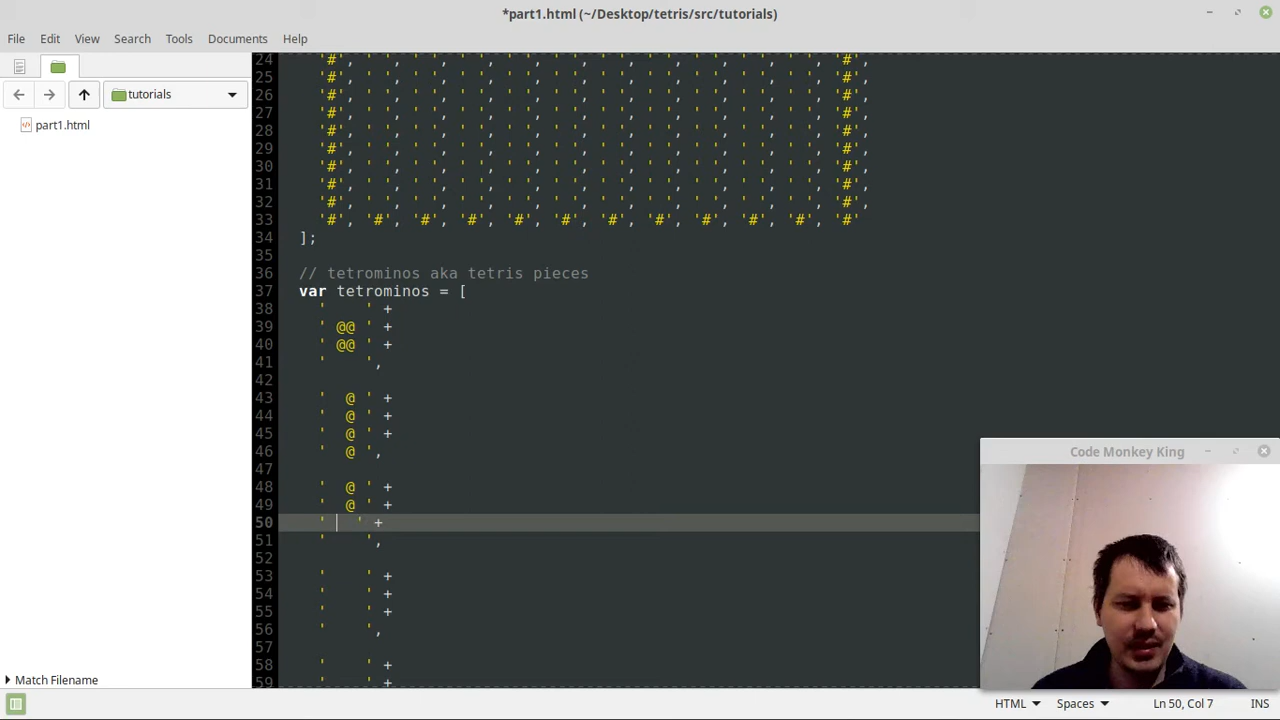 *part1.html (~/Desktop/tetris/src/tutorials)
File Edit View Search Tools Documents Help
tutorials
part1.html
Match Filename
24 '#', ' ', ' ', ' ', ' ', ' ', ' ', ' ', ' ', ' ', ' ', '#',
25 '#', ' ', ' ', ' ', ' ', ' ', ' ', ' ', ' ', ' ', ' ', '#',
26 '#', ' ', ' ', ' ', ' ', ' ', ' ', ' ', ' ', ' ', ' ', '#',
27 '#', ' ', ' ', ' ', ' ', ' ', ' ', ' ', ' ', ' ', ' ', '#',
28 '#', ' ', ' ', ' ', ' ', ' ', ' ', ' ', ' ', ' ', ' ', '#',
29 '#', ' ', ' ', ' ', ' ', ' ', ' ', ' ', ' ', ' ', ' ', '#',
30 '#', ' ', ' ', ' ', ' ', ' ', ' ', ' ', ' ', ' ', ' ', '#',
31 '#', ' ', ' ', ' ', ' ', ' ', ' ', ' ', ' ', ' ', ' ', '#',
32 '#', ' ', ' ', ' ', ' ', ' ', ' ', ' ', ' ', ' ', ' ', '#',
33 '#', '#', '#', '#', '#', '#', '#', '#', '#', '#', '#', '#'
34 ];
35
36 // tetrominos aka tetris pieces
37 var tetrominos = [
38 '    ' +
39 ' @@ ' +
40 ' @@ ' +
41 '    ',
42
43 '  @ ' +
44 '  @ ' +
45 '  @ ' +
46 '  @ ',
47
48 '  @ ' +
49 '  @ ' +
50 '   ' +
51 '    ',
52
53 '    ' +
54 '    ' +
55 '    ' +
56 '    ',
57
58 '    ' +
59 '    ' +
Code Monkey King
HTML Spaces Ln 50, Col 7 INS